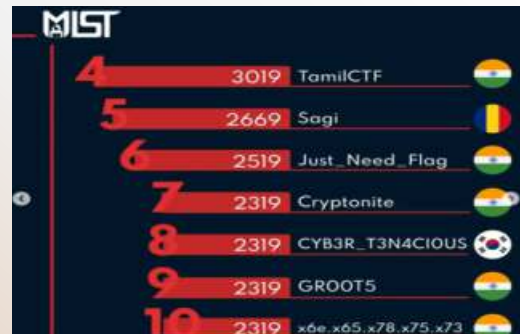 MIST
4 3019 TamilCTF
5 2669 Sagi
6 2519 Just_Need_Flag
7 2319 Cryptonite
8 2319 CYB3R_T3N4CI0US
9 2319 GR00T5
10 2319 x6e.x65.x78.x75.x73